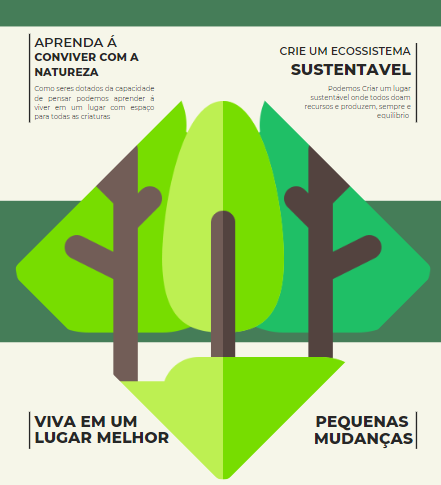 APRENDA Á
CONVIVER COM A
NATUREZA
Como seres dotados da capacidade
de pensar podemos aprender á
viver em um lugar com espaço
para todas as criaturas
CRIE UM ECOSSISTEMA
SUSTENTAVEL
Podemos Criar um lugar
sustentável onde todos doam
recursos e produzem, sempre e
equilíbrio
VIVA EM UM
LUGAR MELHOR
PEQUENAS
MUDANÇAS